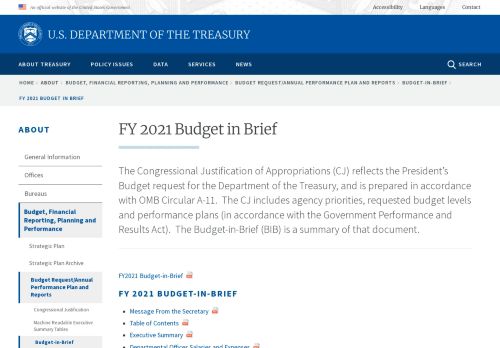 An official website of the United States Government
Accessibility
Languages
Contact
U.S. DEPARTMENT OF THE TREASURY
ABOUT TREASURY
POLICY ISSUES
DATA
SERVICES
NEWS
SEARCH
HOME › ABOUT › BUDGET, FINANCIAL REPORTING, PLANNING AND PERFORMANCE › BUDGET REQUEST/ANNUAL PERFORMANCE PLAN AND REPORTS › BUDGET-IN-BRIEF ›
FY 2021 BUDGET IN BRIEF
ABOUT
General Information
Offices
Bureaus
Budget, Financial
Reporting, Planning and
Performance
Strategic Plan
Strategic Plan Archive
Budget Request/Annual
Performance Plan and
Reports
Congressional Justification
Machine Readable Executive
Summary Tables
Budget-in-Brief
FY 2021 Budget in Brief
The Congressional Justification of Appropriations (CJ) reflects the President's
Budget request for the Department of the Treasury, and is prepared in accordance
with OMB Circular A-11. The CJ includes agency priorities, requested budget levels
and performance plans (in accordance with the Government Performance and
Results Act). The Budget-in-Brief (BIB) is a summary of that document.
FY2021 Budget-in-Brief
FY 2021 BUDGET-IN-BRIEF
Message From the Secretary
Table of Contents
Executive Summary
Departmental Offices Salaries and Expenses